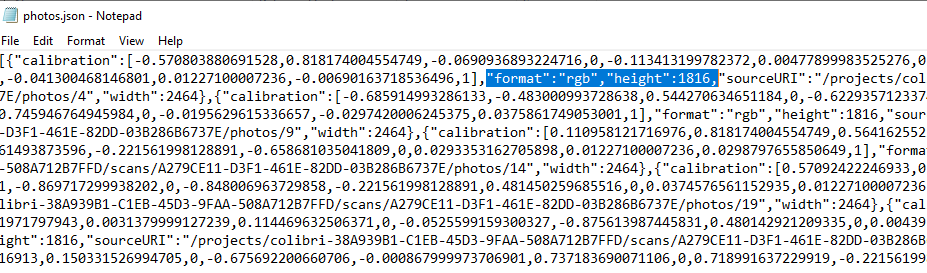 photos.json - Notepad
File Edit Format View Help
[{"calibration":[-0.570803880691528,0.818174004554749,-0.0690936893224716,0,-0.113413199782372,0.00477899983525276,0
,-0.041300468146801,0.01227100007236,-0.00690163718536496,1],"format":"rgb","height":1816,"sourceURI":"/projects/col
7E/photos/4","width":2464},{"calibration":[-0.685914993286133,-0.483000993728638,0.544270634651184,0,-0.622935712337
0.745946764945984,0,-0.0195629615336657,-0.0297420006245375,0.0375861749053001,1],"format":"rgb","height":1816,"sour
-D3F1-461E-82DD-03B286B6737E/photos/9","width":2464},{"calibration":[0.110958121716976,0.818174004554749,0.564162552
61493873596,-0.221561998128891,-0.658681035041809,0,0.0293353162705898,0.01227100007236,0.0298797655850649,1],"forma
-508A712B7FFD/scans/A279CE11-D3F1-461E-82DD-03B286B6737E/photos/14","width":2464},{"calibration":[0.57092422246933,0
1,-0.869717299938202,0,-0.848006963729858,-0.221561998128891,0.481450259685516,0,0.0374576561152935,0.01227100007236
libri-38A939B1-C1EB-45D3-9FAA-508A712B7FFD/scans/A279CE11-D3F1-461E-82DD-03B286B6737E/photos/19","width":2464},{"cal
1971797943,0.0031379999127239,0.114469632506371,0,-0.0525599159300327,-0.875613987445831,0.480142921209335,0,0.00439
ight":1816,"sourceURI":"/projects/colibri-38A939B1-C1EB-45D3-9FAA-508A712B7FFD/scans/A279CE11-D3F1-461E-82DD-03B286B
16913,0.150331526994705,0,-0.675692200660706,-0.000867999973706901,0.737183690071106,0,0.718991637229919,-0.22156199